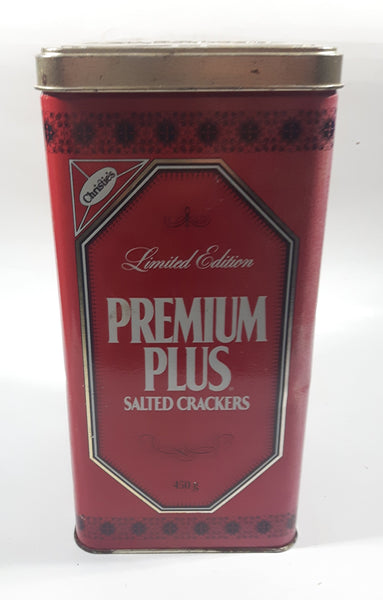 Christie's
Limited Edition
PREMIUM
PLUS
SALTED CRACKERS
450 g